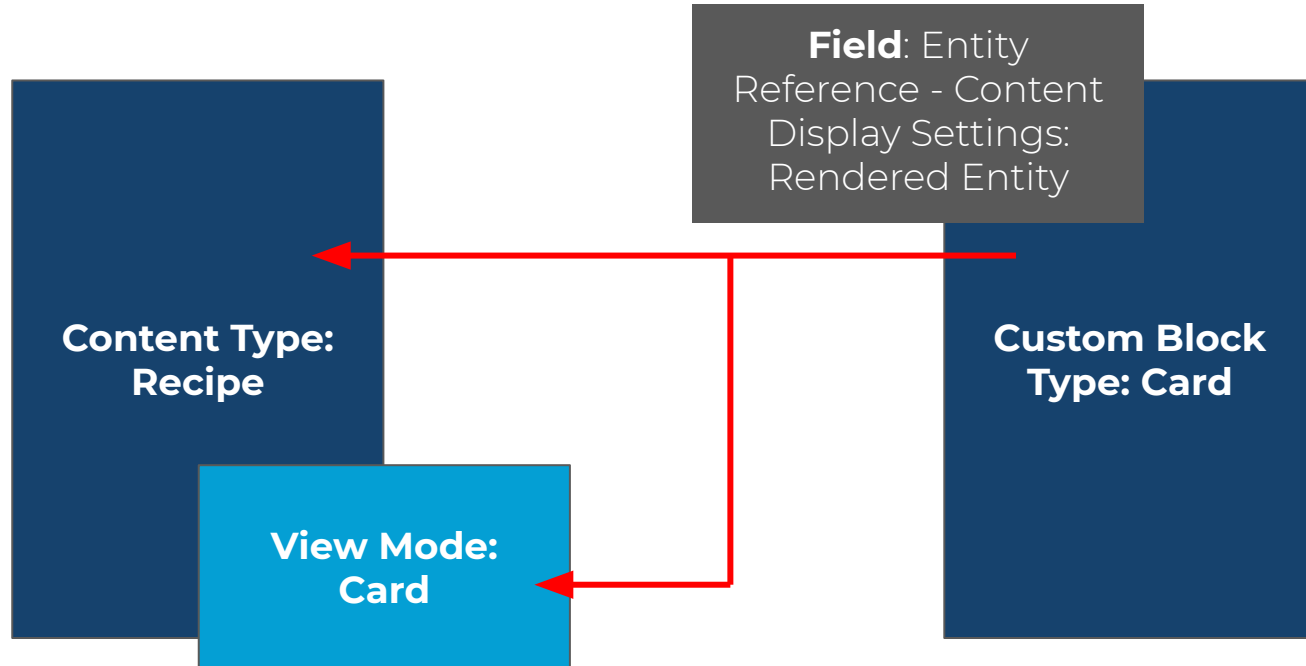 Field: Entity
Reference - Content
Display Settings:
Rendered Entity
Content Type:
Recipe
Custom Block
Type: Card
View Mode:
Card